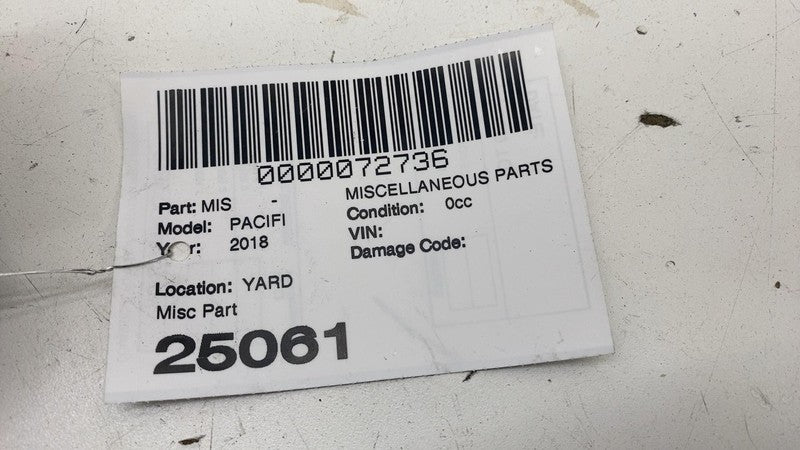 0000072736
MISCELLANEOUS PARTS
Part: MIS -
Condition: 0cc
Model: PACIFI
VIN:
Year: 2018
Damage Code:
Location: YARD
Misc Part
25061